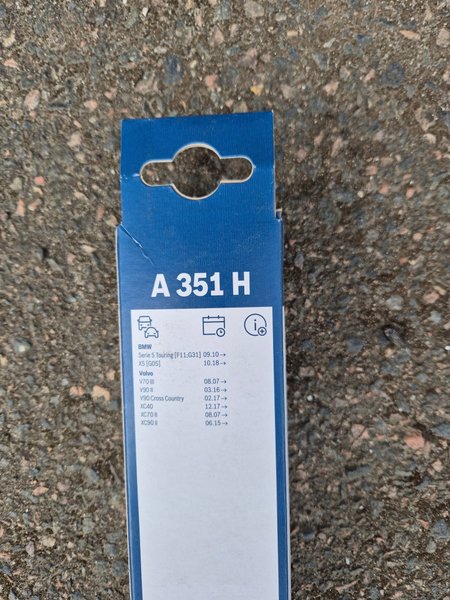 A 351 H
BMW
Serie 5 Touring [F11;G31] 09.10→
X5 [G05] 10.18→
Volvo
V70 III 08.07→
V90 II 03.16→
V90 Cross Country 02.17→
XC40 12.17→
XC70 II 08.07→
XC90 II 06.15→